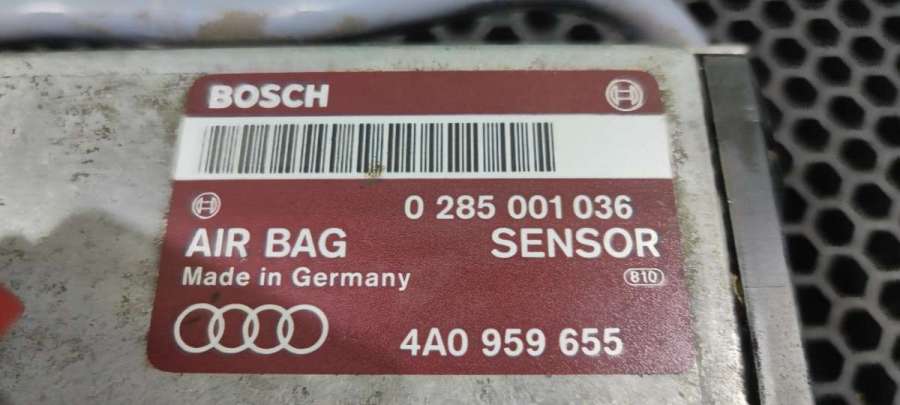 BOSCH
0 285 001 036
AIR BAG SENSOR
Made in Germany 810
4A0 959 655